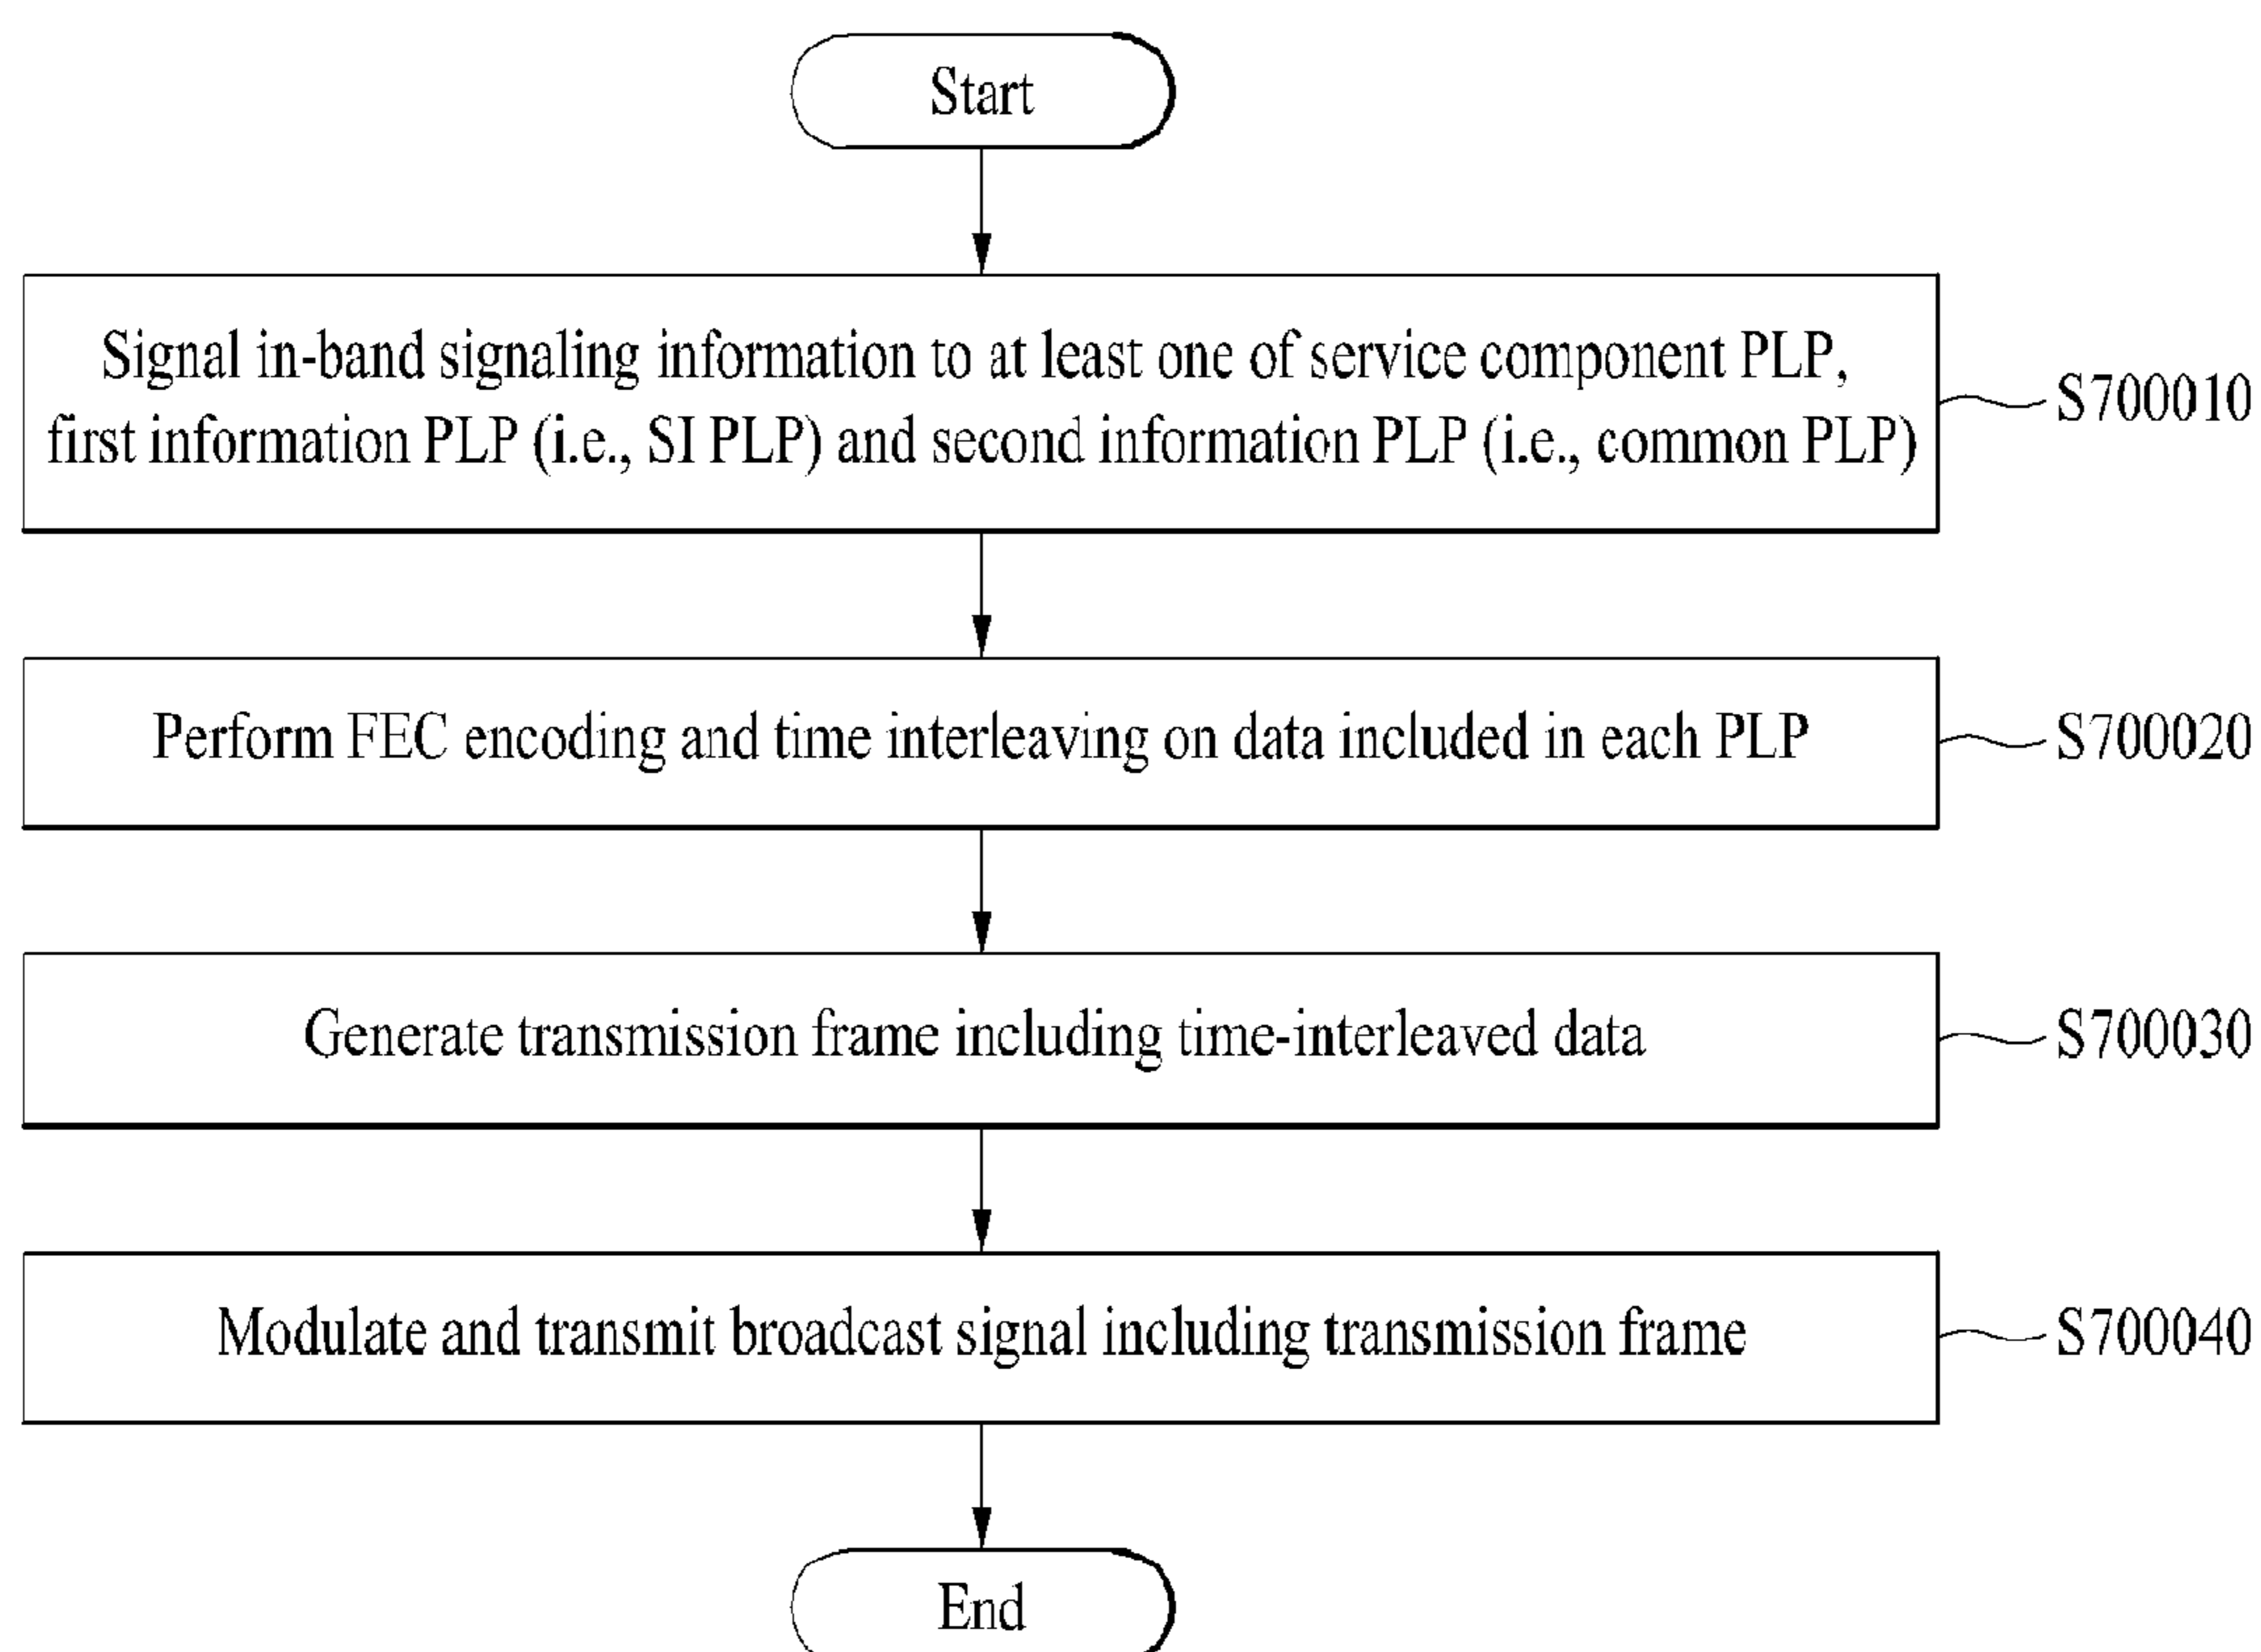 Start
Signal in-band signaling information to at least one of service component PLP,
first information PLP (i.e., SI PLP) and second information PLP (i.e., common PLP)
S700010
Perform FEC encoding and time interleaving on data included in each PLP
S700020
Generate transmission frame including time-interleaved data
S700030
Modulate and transmit broadcast signal including transmission frame
S700040
End